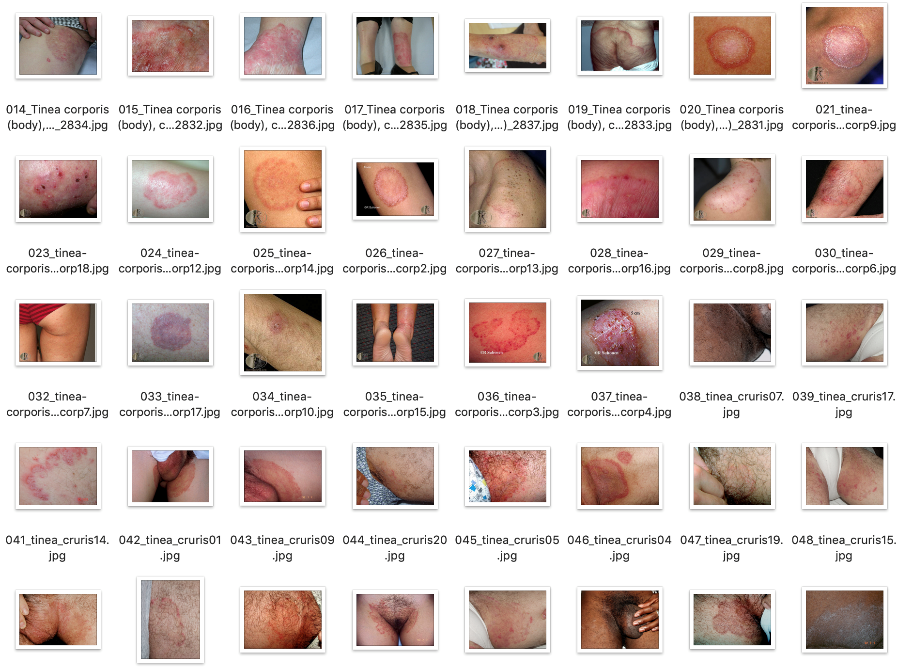 014_Tinea corporis
(body),..._2834.jpg
015_Tinea corporis
(body), c...2832.jpg
016_Tinea corporis
(body), c...2836.jpg
017_Tinea corporis
(body), c...2835.jpg
018_Tinea corporis
(body),...)_2837.jpg
019_Tinea corporis
(body), c...2833.jpg
020_Tinea corporis
(body),...)_2831.jpg
021_tinea-
corporis...corp9.jpg
023_tinea-
corporis...orp18.jpg
024_tinea-
corporis...orp12.jpg
025_tinea-
corporis...orp14.jpg
026_tinea-
corporis...corp2.jpg
027_tinea-
corporis...orp13.jpg
028_tinea-
corporis...orp16.jpg
029_tinea-
corporis...corp8.jpg
030_tinea-
corporis...corp6.jpg
032_tinea-
corporis...corp7.jpg
033_tinea-
corporis...orp17.jpg
034_tinea-
corporis...orp10.jpg
035_tinea-
corporis...orp15.jpg
036_tinea-
corporis...corp3.jpg
037_tinea-
corporis...corp4.jpg
038_tinea_cruris07.
jpg
039_tinea_cruris17.
jpg
041_tinea_cruris14.
jpg
042_tinea_cruris01
.jpg
043_tinea_cruris09
.jpg
044_tinea_cruris20
.jpg
045_tinea_cruris05
.jpg
046_tinea_cruris04
.jpg
047_tinea_cruris19.
jpg
048_tinea_cruris15.
jpg